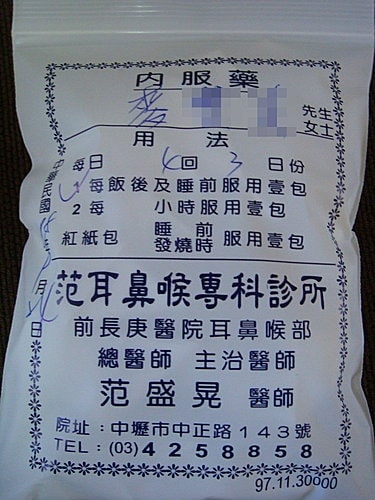 內服藥
先生
女士
用法
每日 4回 3日份
1 每飯後及睡前服用壹包
2 每 小時服用壹包
紅紙包 睡前 發燒時 服用壹包
中華民國 年 月 日
范耳鼻喉專科診所
前長庚醫院耳鼻喉部
總醫師 主治醫師
范盛晃 醫師
院址:中壢市中正路143號
TEL:(03)4258858
97.11.30000